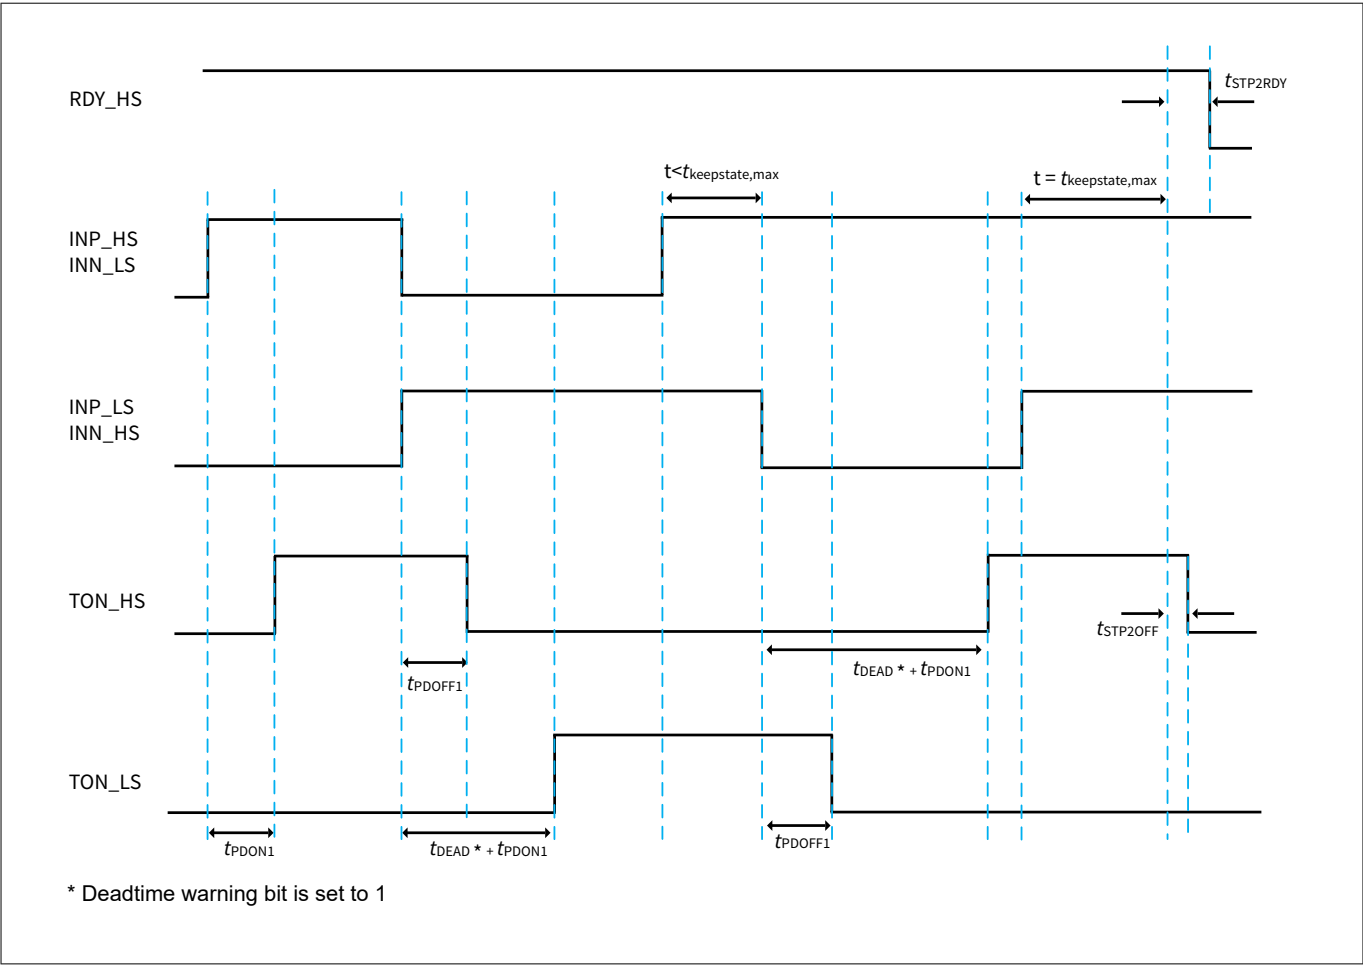 tSTP2RDY
RDY_HS
t<tkeepstate,max
t = tkeepstate,max
INP_HS
INN_LS
INP_LS
INN_HS
TON_HS
tSTP2OFF
tDEAD * + tPDON1
tPDOFF1
TON_LS
tPDON1
tDEAD * + tPDON1
tPDOFF1
* Deadtime warning bit is set to 1